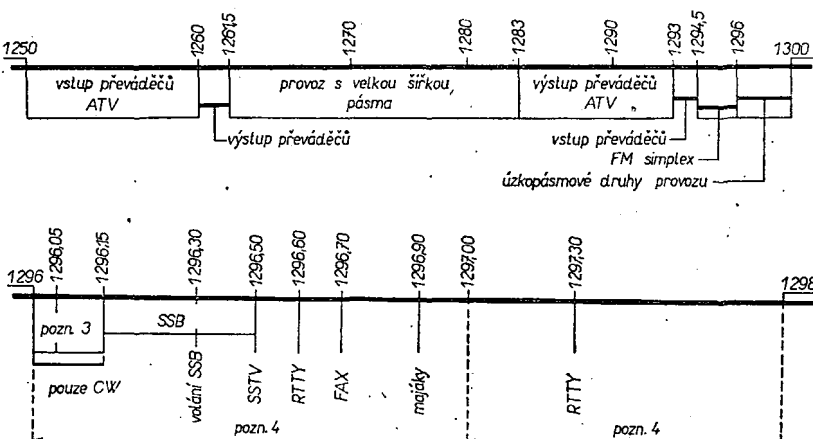 1250
1260
1261,5
1270
1280
1283
1290
1293
1294,5
1296
1300
vstup převáděčů
ATV
provoz s velkou šířkou,
pásma
výstup převáděčů
ATV
výstup převáděčů
vstup převáděčů
FM simplex
úzkopásmové druhy provozu
1296
1296,05
1296,15
1296,30
1296,50
1296,60
1296,70
1296,90
1297,00
1297,30
1298
pozn. 3
SSB
pouze CW
volání SSB
SSTV
RTTY
FAX
majáky
RTTY
pozn. 4
pozn. 4